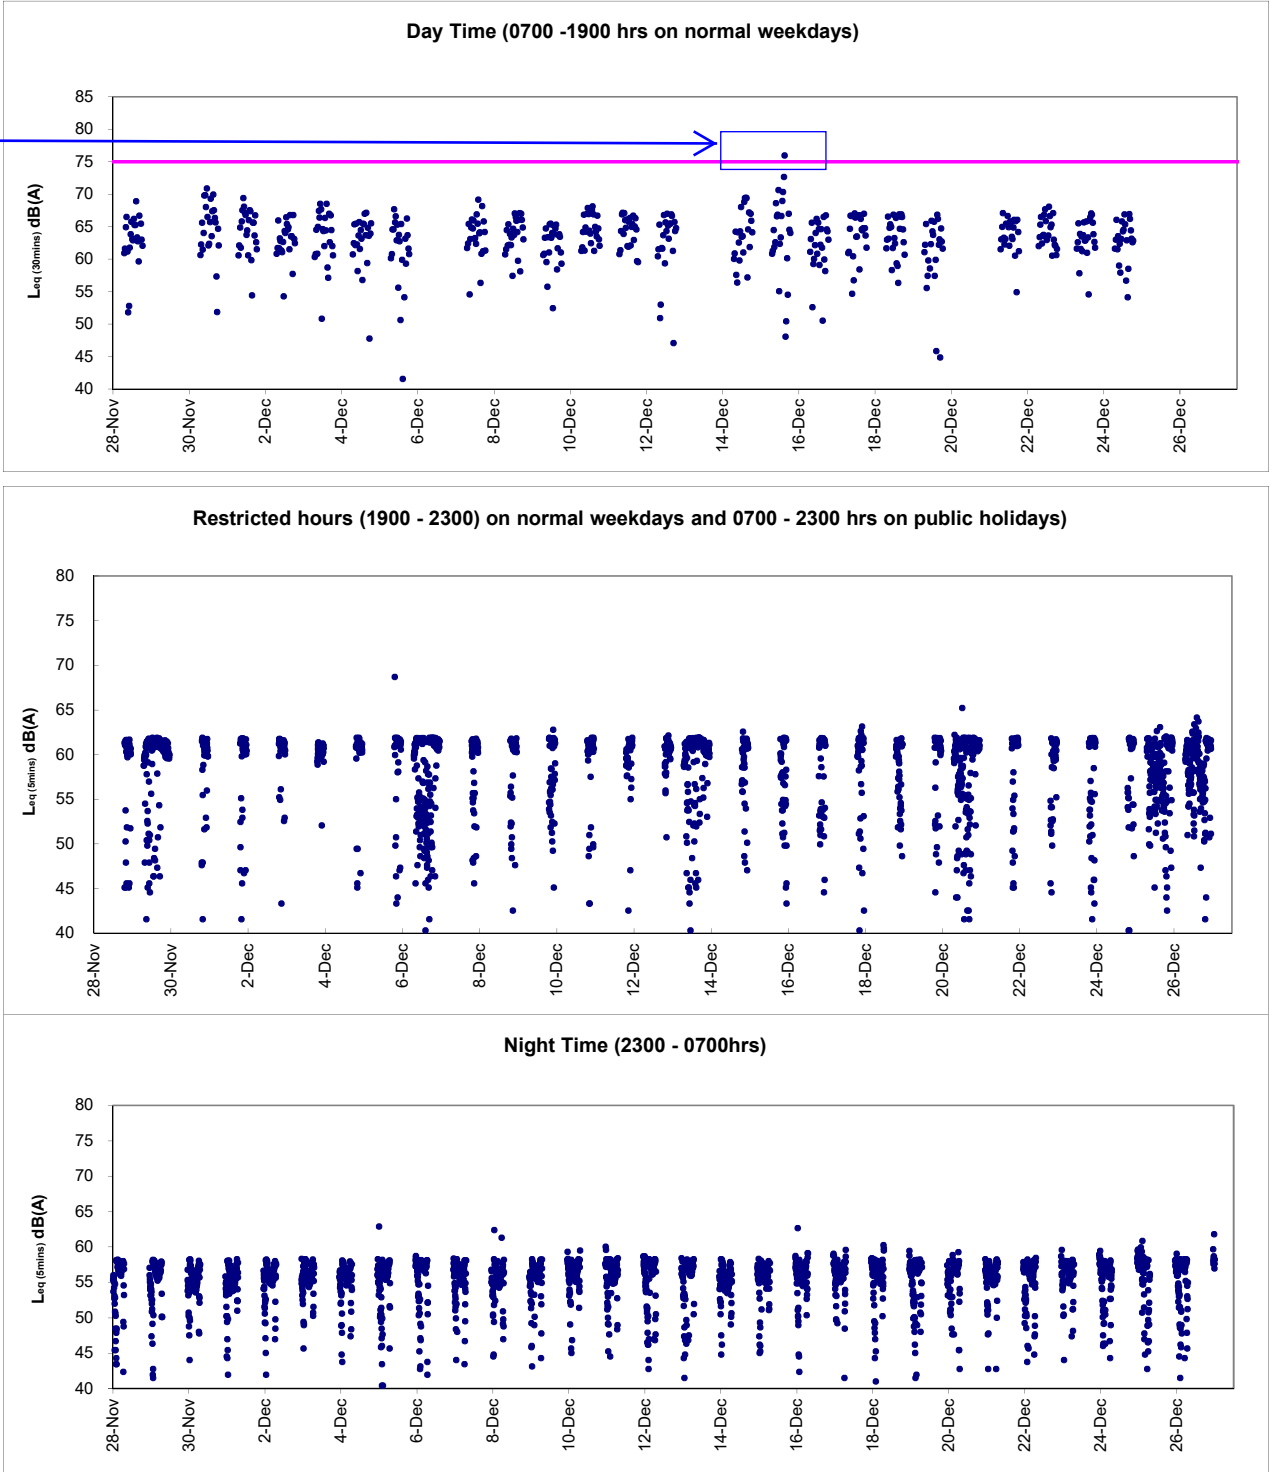 Day Time (0700 -1900 hrs on normal weekdays)
85
80
75
70
65
60
55
50
45
40
Leq (30mins) dB(A)
28-Nov
30-Nov
2-Dec
4-Dec
6-Dec
8-Dec
10-Dec
12-Dec
14-Dec
16-Dec
18-Dec
20-Dec
22-Dec
24-Dec
26-Dec
Restricted hours (1900 - 2300) on normal weekdays and 0700 - 2300 hrs on public holidays)
80
75
70
65
60
55
50
45
40
Leq (5mins) dB(A)
28-Nov
30-Nov
2-Dec
4-Dec
6-Dec
8-Dec
10-Dec
12-Dec
14-Dec
16-Dec
18-Dec
20-Dec
22-Dec
24-Dec
26-Dec
Night Time (2300 - 0700hrs)
80
75
70
65
60
55
50
45
40
Leq (5mins) dB(A)
28-Nov
30-Nov
2-Dec
4-Dec
6-Dec
8-Dec
10-Dec
12-Dec
14-Dec
16-Dec
18-Dec
20-Dec
22-Dec
24-Dec
26-Dec